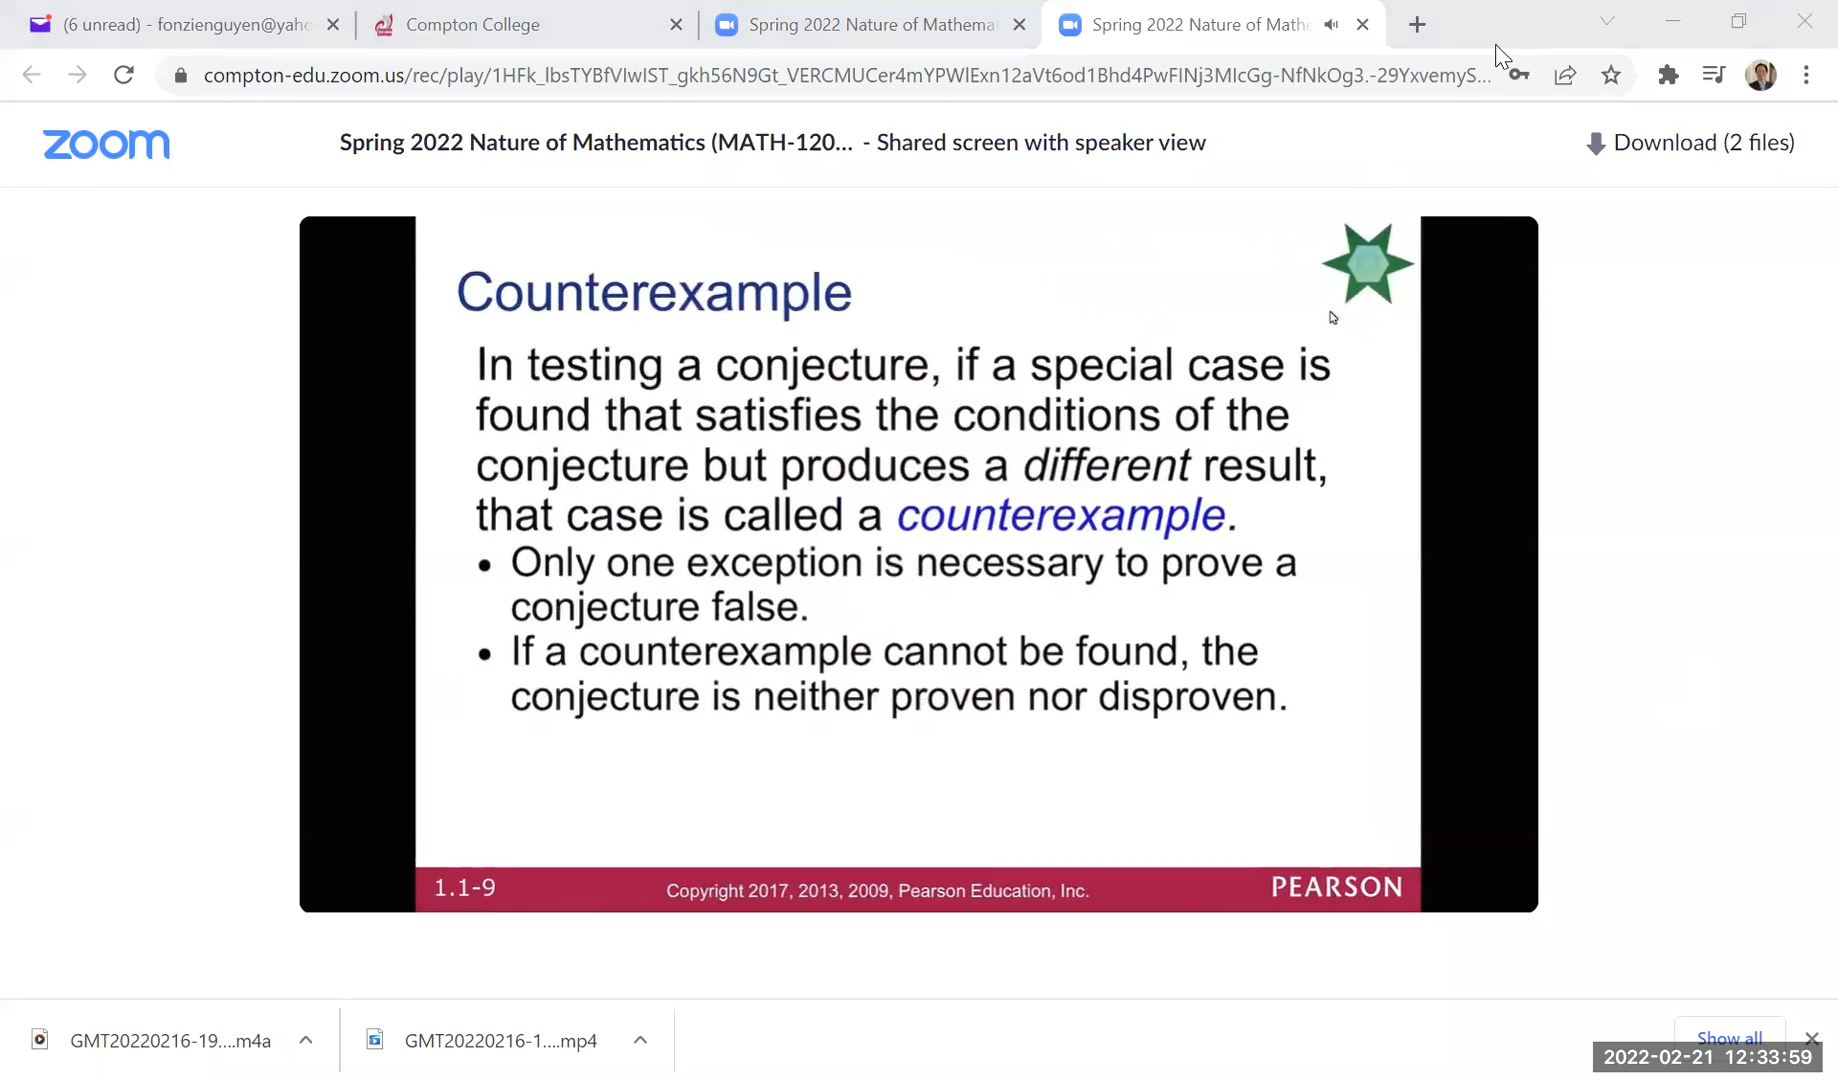 (6 unread) - fonzienguyen@yaho
Compton College
Spring 2022 Nature of Mathemat
Spring 2022 Nature of Mathe
compton-edu.zoom.us/rec/play/1HFk_lbsTYBfVIwIST_gkh56N9Gt_VERCMUCer4mYPWlExn12aVt6od1Bhd4PwFINj3MIcGg-NfNkOg3.-29YxvemyS...
zoom
Spring 2022 Nature of Mathematics (MATH-120... - Shared screen with speaker view
Download (2 files)
Counterexample
In testing a conjecture, if a special case is
found that satisfies the conditions of the
conjecture but produces a different result,
that case is called a counterexample.
• Only one exception is necessary to prove a
conjecture false.
• If a counterexample cannot be found, the
conjecture is neither proven nor disproven.
1.1-9
Copyright 2017, 2013, 2009, Pearson Education, Inc.
PEARSON
GMT20220216-19....m4a
GMT20220216-1....mp4
Show all
2022-02-21 12:33:59